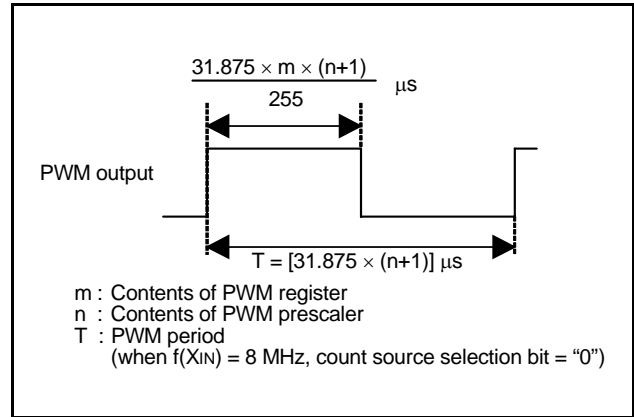 31.875 × m × (n+1)
255
μs
PWM output
T = [31.875 × (n+1)] μs
m : Contents of PWM register
n : Contents of PWM prescaler
T : PWM period
(when f(XIN) = 8 MHz, count source selection bit = “0”)